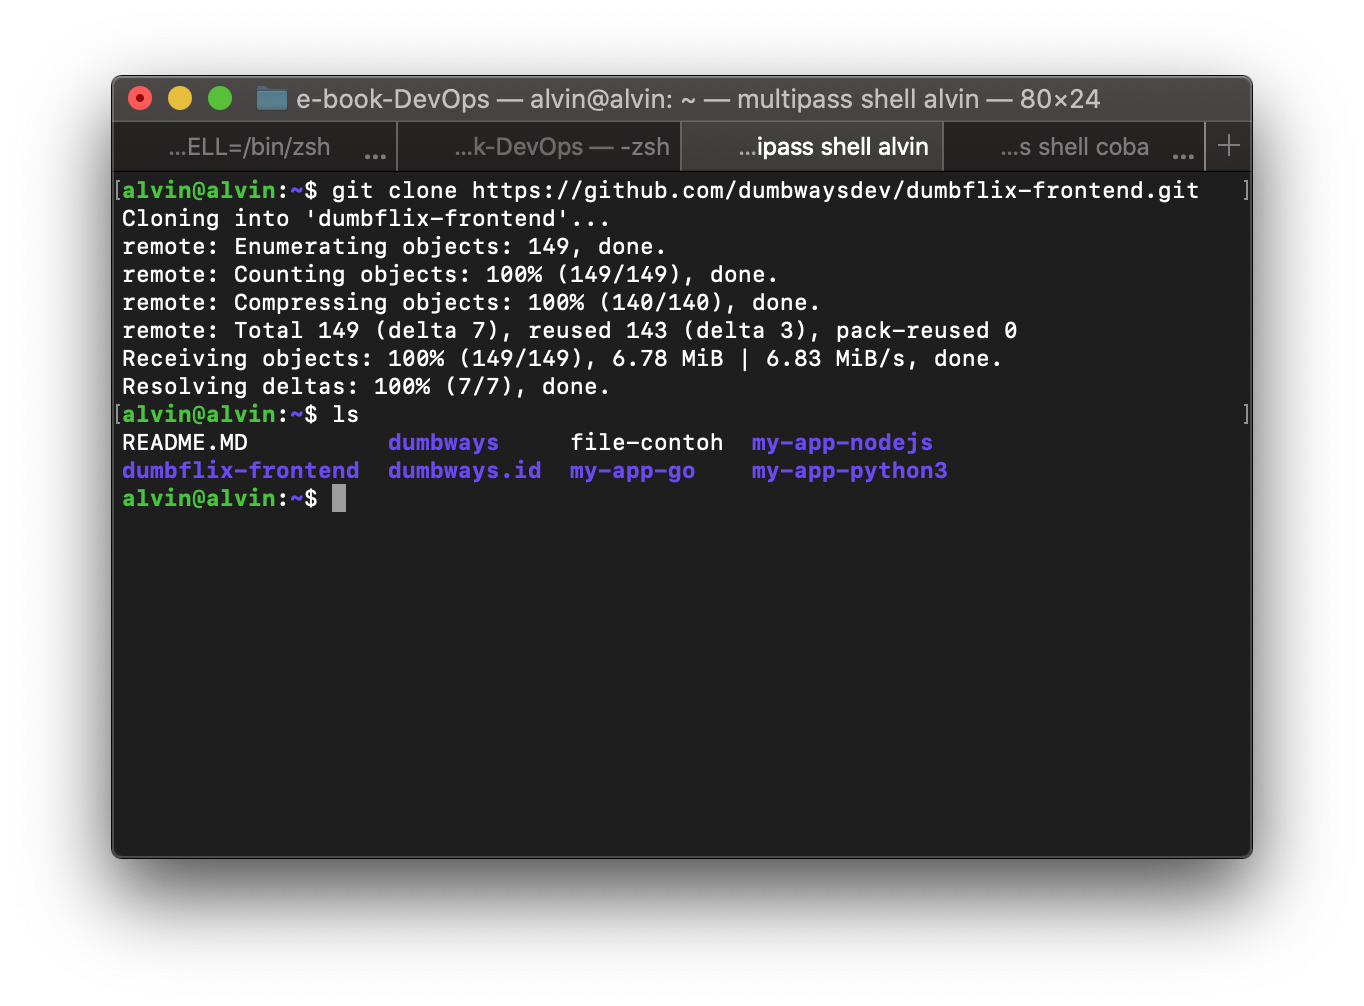 e-book-DevOps — alvin@alvin: ~ — multipass shell alvin — 80×24
...ELL=/bin/zsh ... ...k-DevOps — -zsh ...ipass shell alvin ...s shell coba ... +
[alvin@alvin:~$ git clone https://github.com/dumbwaysdev/dumbflix-frontend.git ]
Cloning into 'dumbflix-frontend'...
remote: Enumerating objects: 149, done.
remote: Counting objects: 100% (149/149), done.
remote: Compressing objects: 100% (140/140), done.
remote: Total 149 (delta 7), reused 143 (delta 3), pack-reused 0
Receiving objects: 100% (149/149), 6.78 MiB | 6.83 MiB/s, done.
Resolving deltas: 100% (7/7), done.
[alvin@alvin:~$ ls ]
README.MD dumbways file-contoh my-app-nodejs
dumbflix-frontend dumbways.id my-app-go my-app-python3
alvin@alvin:~$